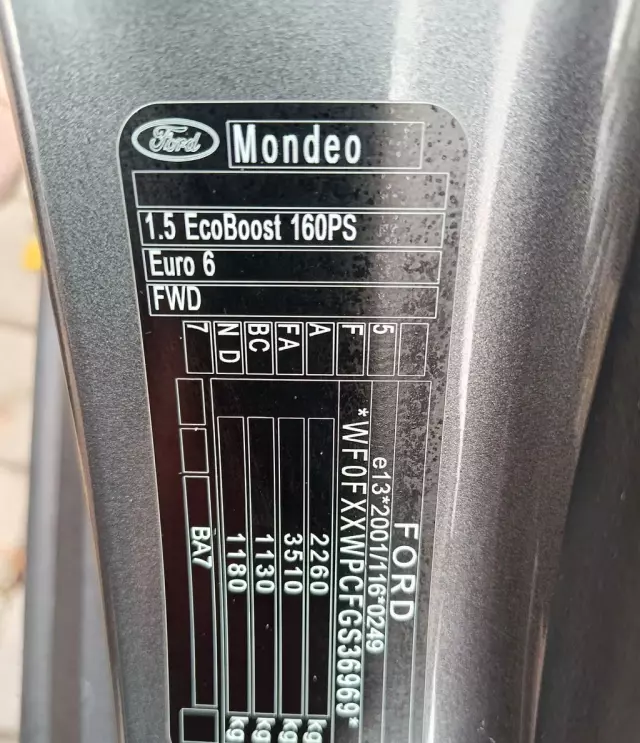 Ford Mondeo
1.5 EcoBoost 160PS
Euro 6
FWD
5
F
A
FA
BC
N D
7
FORD
e13*2001/116*0249
*WF0FXXWPCFGS36969*
2260 kg
3510 kg
1130 kg
1180 kg
BA7